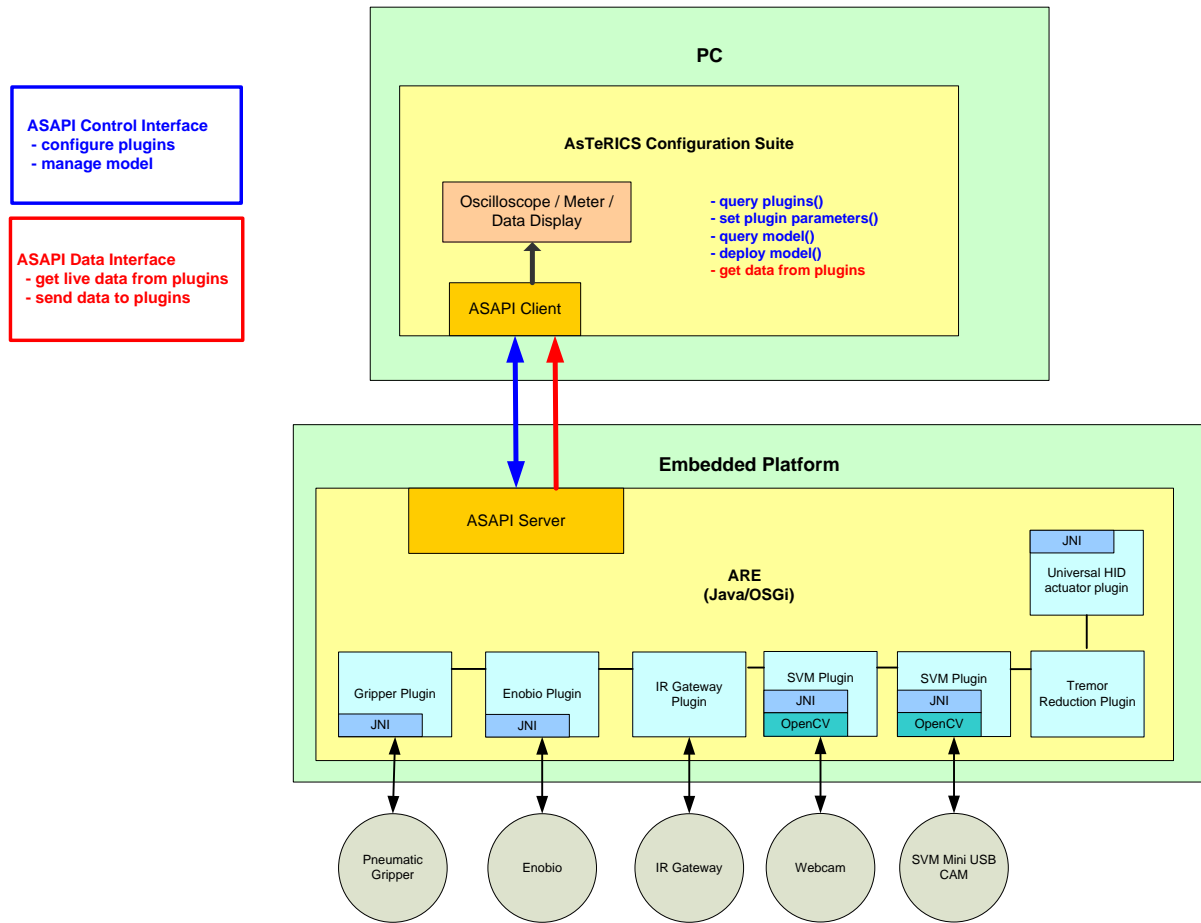 PC
ASAPI Control Interface
- configure plugins
- manage model
ASAPI Data Interface
- get live data from plugins
- send data to plugins
AsTeRICS Configuration Suite
Oscilloscope / Meter /
Data Display
- query plugins()
- set plugin parameters()
- query model()
- deploy model()
- get data from plugins
ASAPI Client
Embedded Platform
ASAPI Server
ARE
(Java/OSGi)
JNI
Universal HID
actuator plugin
Gripper Plugin
JNI
Enobio Plugin
JNI
IR Gateway
Plugin
SVM Plugin
JNI
OpenCV
SVM Plugin
JNI
OpenCV
Tremor
Reduction Plugin
Pneumatic
Gripper
Enobio
IR Gateway
Webcam
SVM Mini USB
CAM